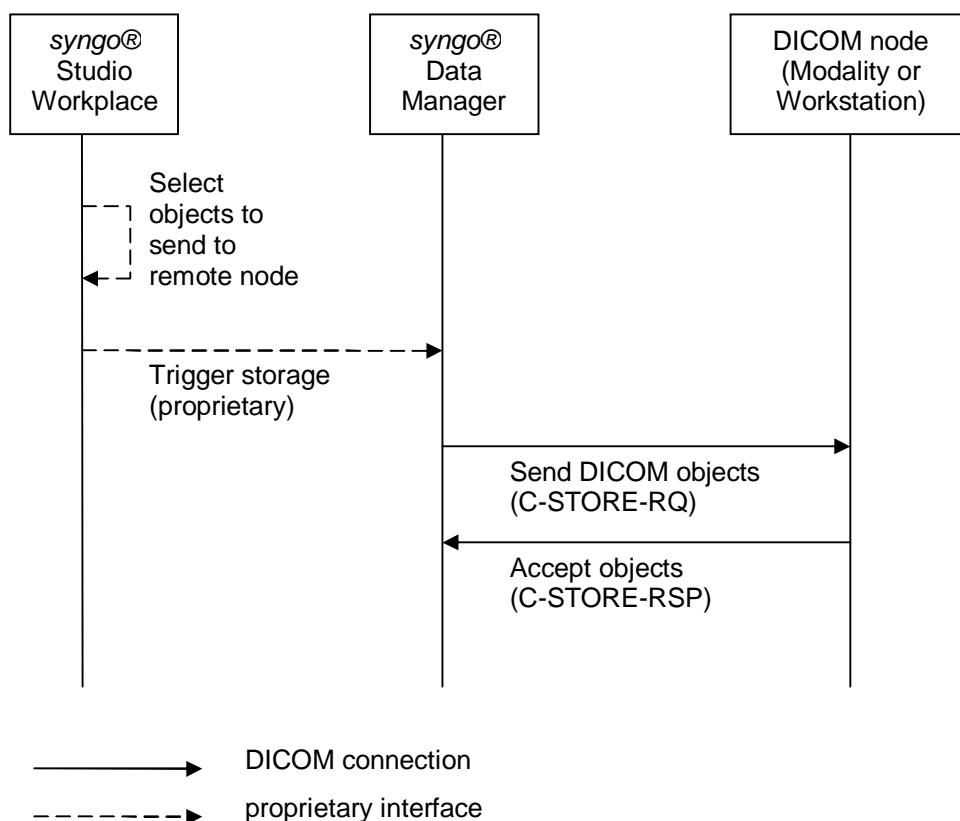 syngo®
Studio
Workplace
syngo®
Data
Manager
DICOM node
(Modality or
Workstation)
Select
objects to
send to
remote node
Trigger storage
(proprietary)
Send DICOM objects
(C-STORE-RQ)
Accept objects
(C-STORE-RSP)
DICOM connection
proprietary interface